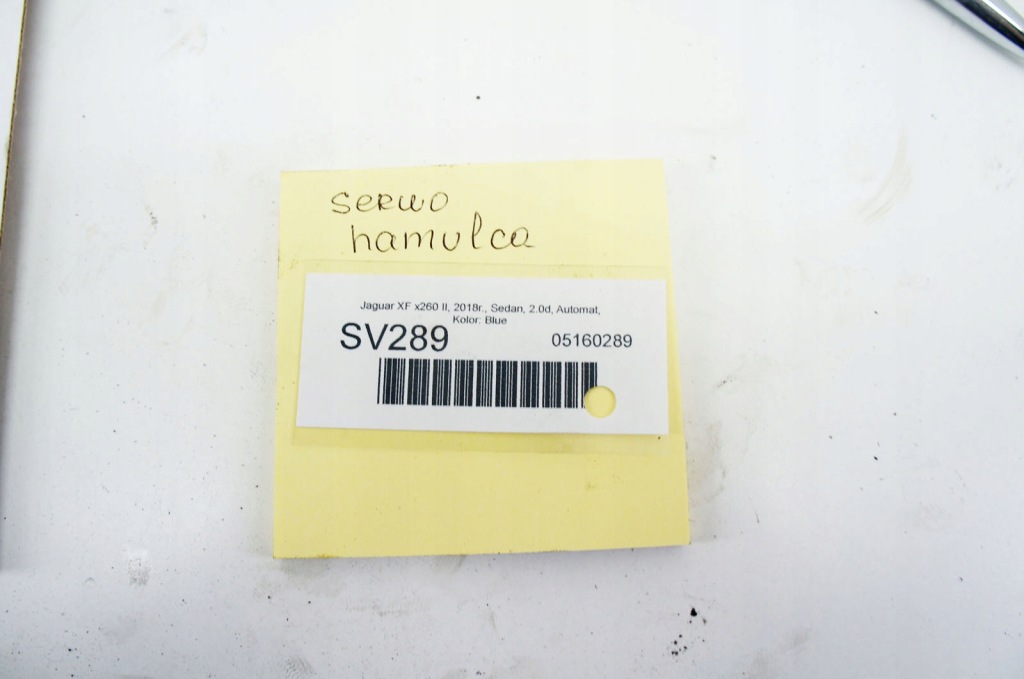 serwo
hamulca
Jaguar XF x260 II, 2018r., Sedan, 2.0d, Automat,
Kolor: Blue
SV289 05160289